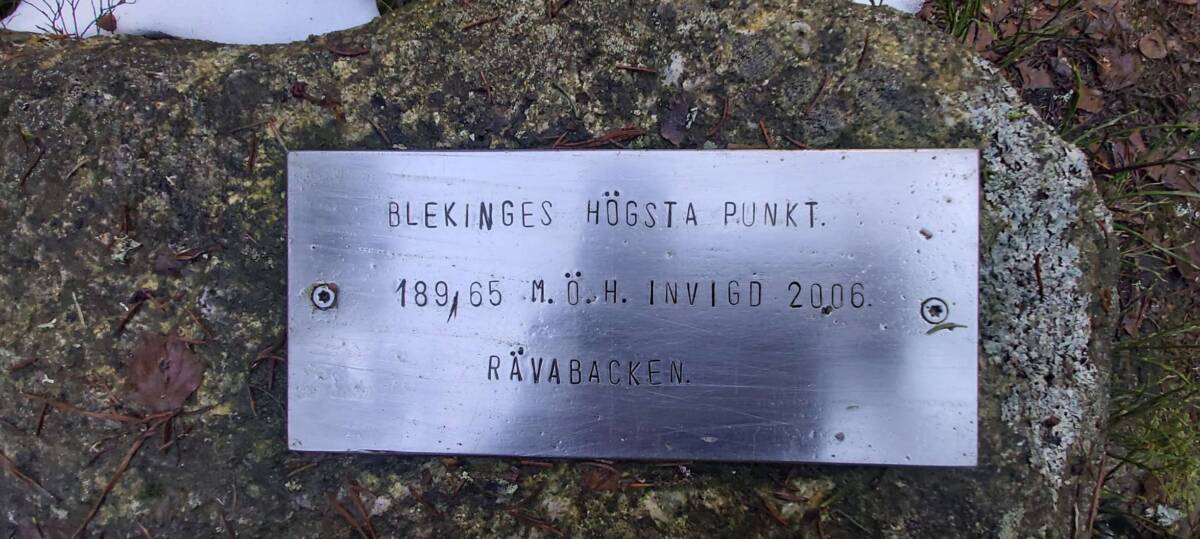 BLEKINGES HÖGSTA PUNKT.
189,65 M.Ö.H. INVIGD 2006.
RÄVABACKEN.